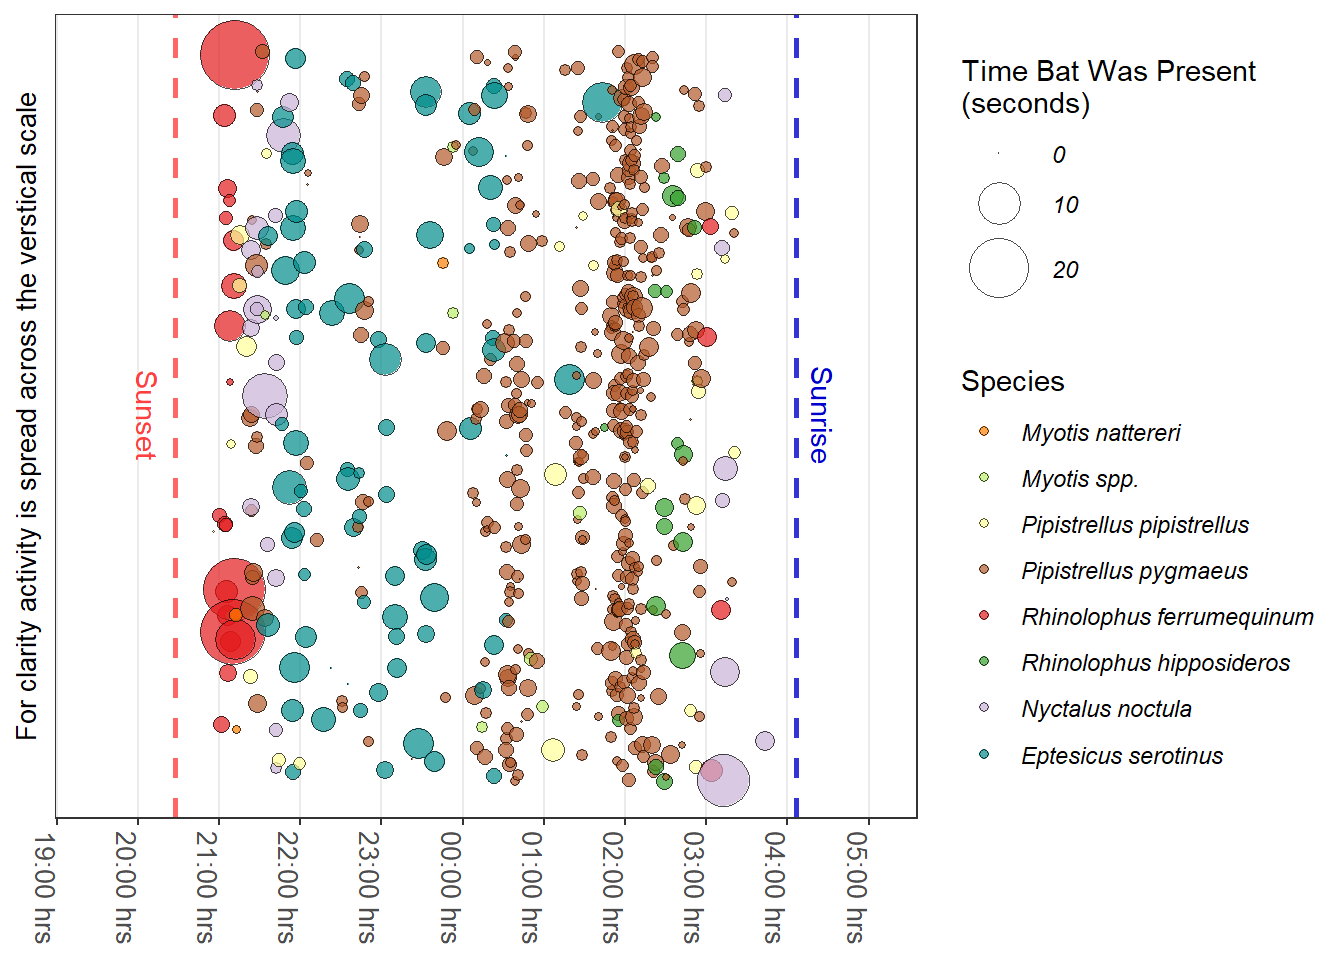 For clarity activity is spread across the verstical scale
Sunset
Sunrise
19:00 hrs
20:00 hrs
21:00 hrs
22:00 hrs
23:00 hrs
00:00 hrs
01:00 hrs
02:00 hrs
03:00 hrs
04:00 hrs
05:00 hrs
Time Bat Was Present
(seconds)
0
10
20
Species
Myotis nattereri
Myotis spp.
Pipistrellus pipistrellus
Pipistrellus pygmaeus
Rhinolophus ferrumequinum
Rhinolophus hipposideros
Nyctalus noctula
Eptesicus serotinus